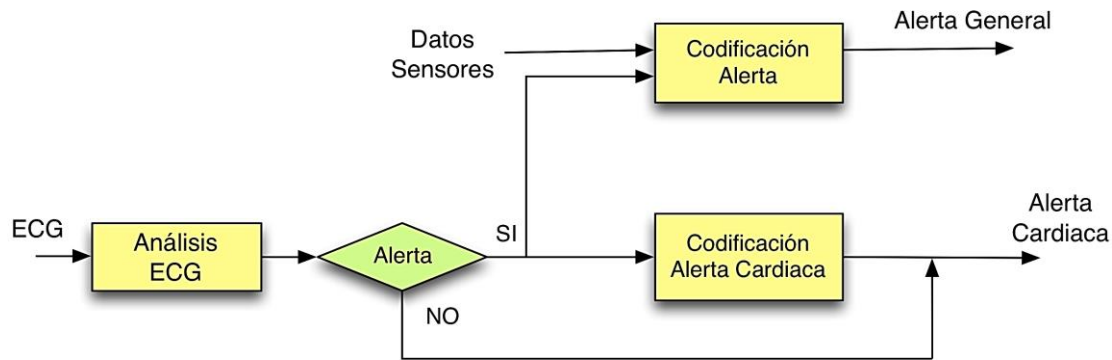 Datos
Sensores
Codificación
Alerta
Alerta General
ECG
Análisis
ECG
Alerta
SI
NO
Codificación
Alerta Cardiaca
Alerta
Cardiaca